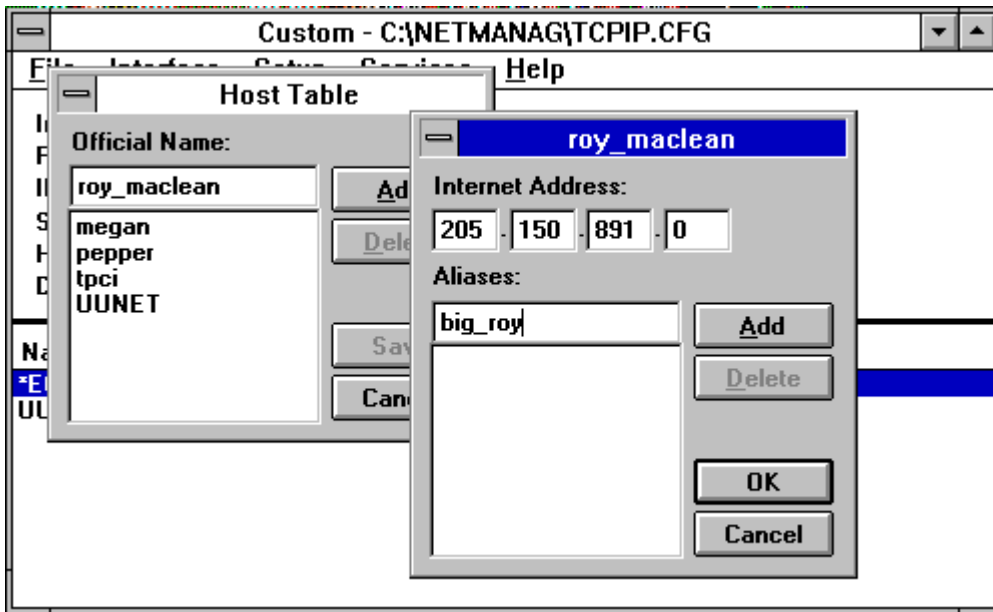 Custom - C:\NETMANAG\TCPIP.CFG
Help
Host Table
Official Name:
roy_maclean
megan
pepper
tpci
UUNET
roy_maclean
Internet Address:
205 . 150 . 891 . 0
Aliases:
big_roy
Add
Delete
OK
Cancel